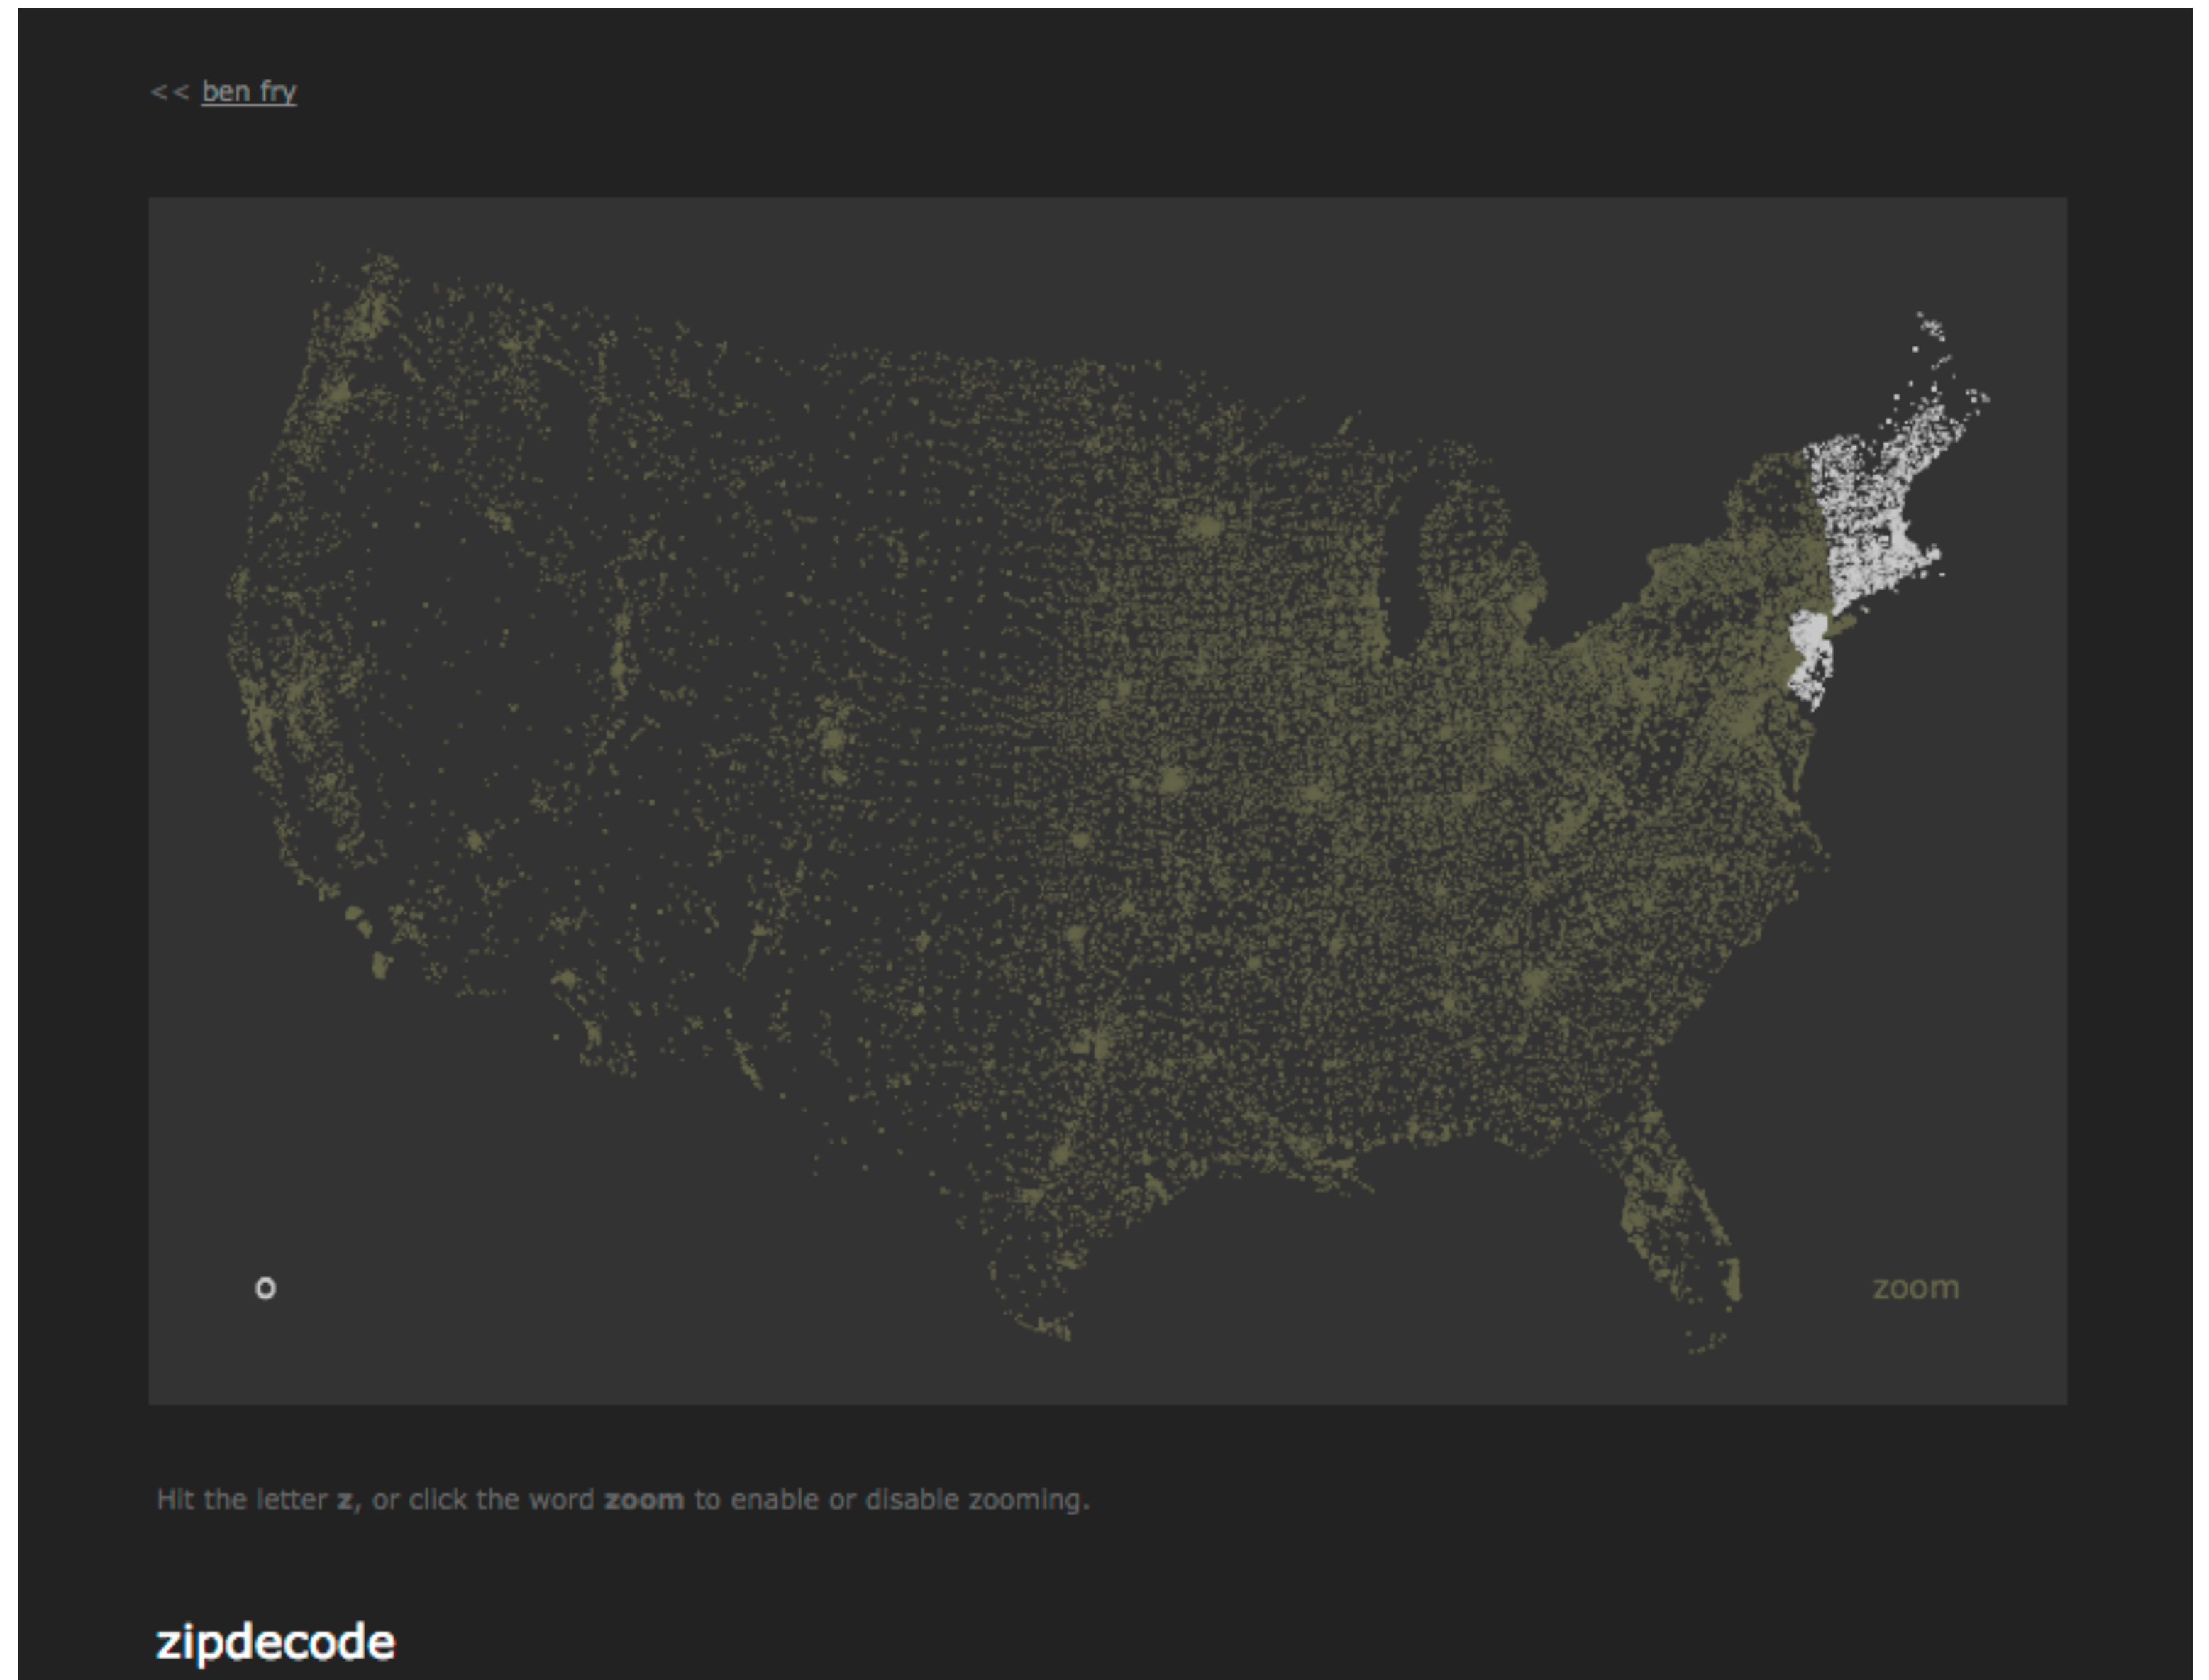 << ben fry
0
zoom
Hit the letter z, or click the word zoom to enable or disable zooming.
zipdecode